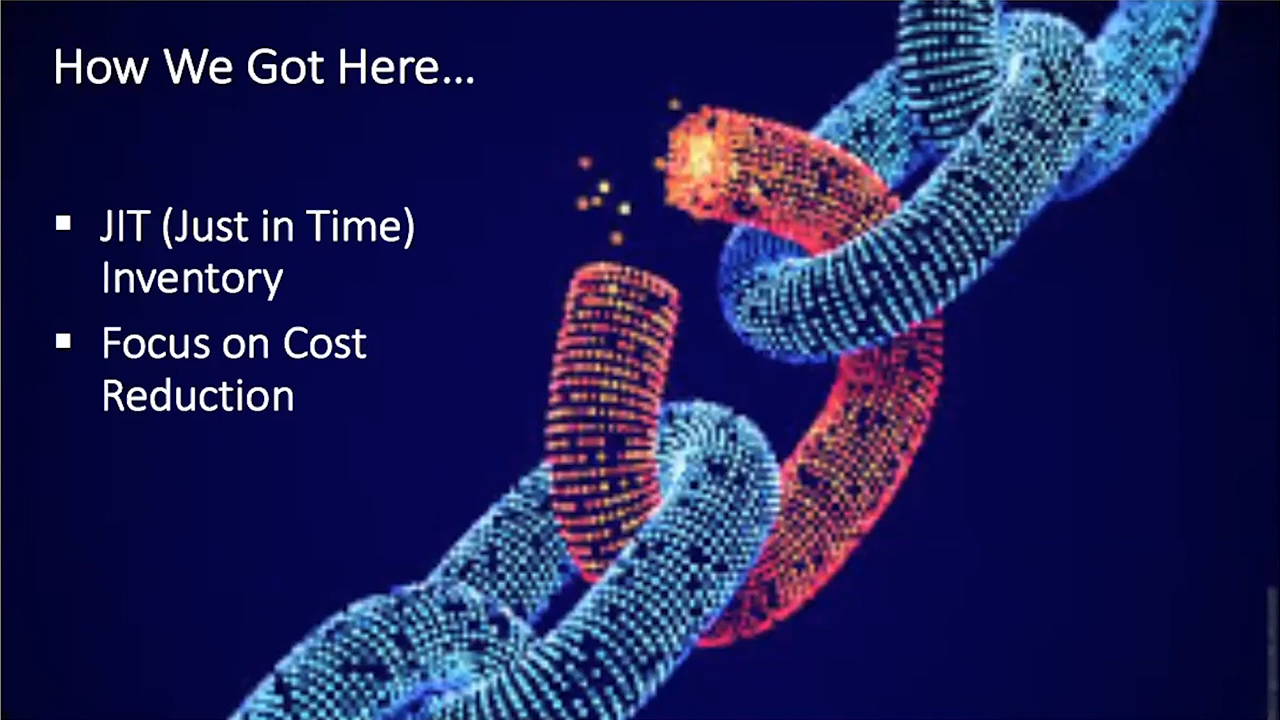 How We Got Here...
▪ JIT (Just in Time)
Inventory
▪ Focus on Cost
Reduction